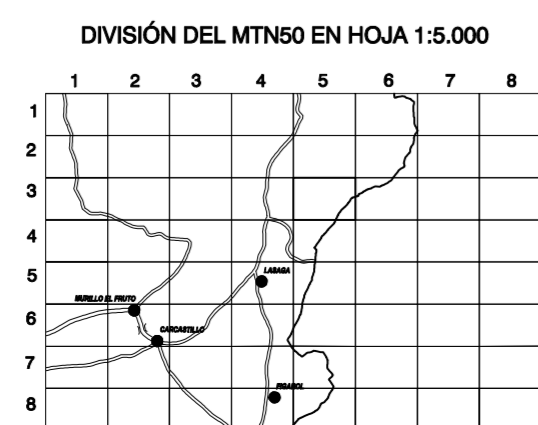 DIVISIÓN DEL MTN50 EN HOJA 1:5.000
1 2 3 4 5 6 7 8
1
2
3
4
5
LASAGA
MURILLO EL FRUTO
6
CARCASTILLO
7
FIGAROL
8